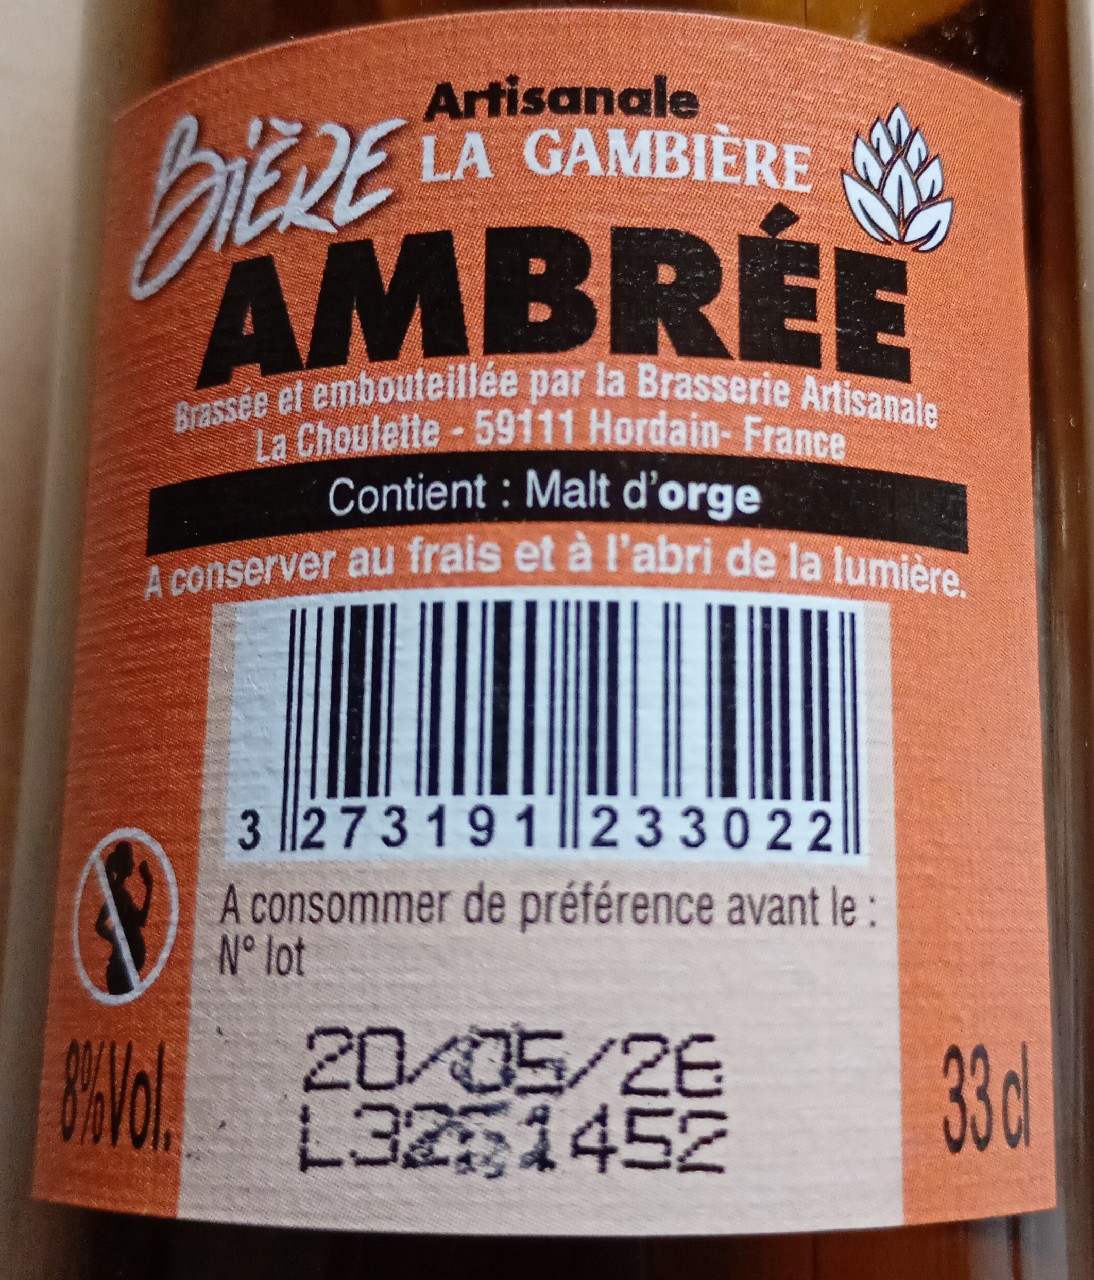 Bière Artisanale
LA GAMBIÈRE
AMBRÉE
Brassée et embouteillée par la Brasserie Artisanale
La Choulette - 59111 Hordain- France
Contient : Malt d'orge
A conserver au frais et à l'abri de la lumière.
3 273191 233022
A consommer de préférence avant le :
N° lot
20/05/26
8%Vol.
33 cl